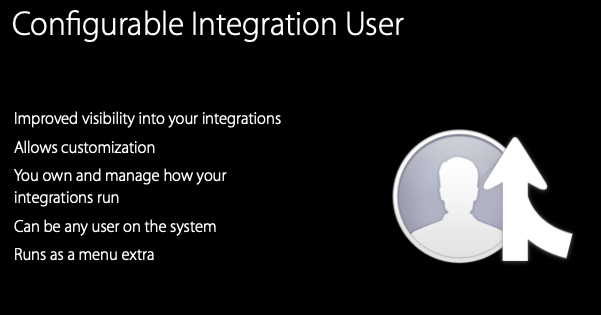 Configurable Integration User
Improved visibility into your integrations
Allows customization
You own and manage how your
integrations run
Can be any user on the system
Runs as a menu extra